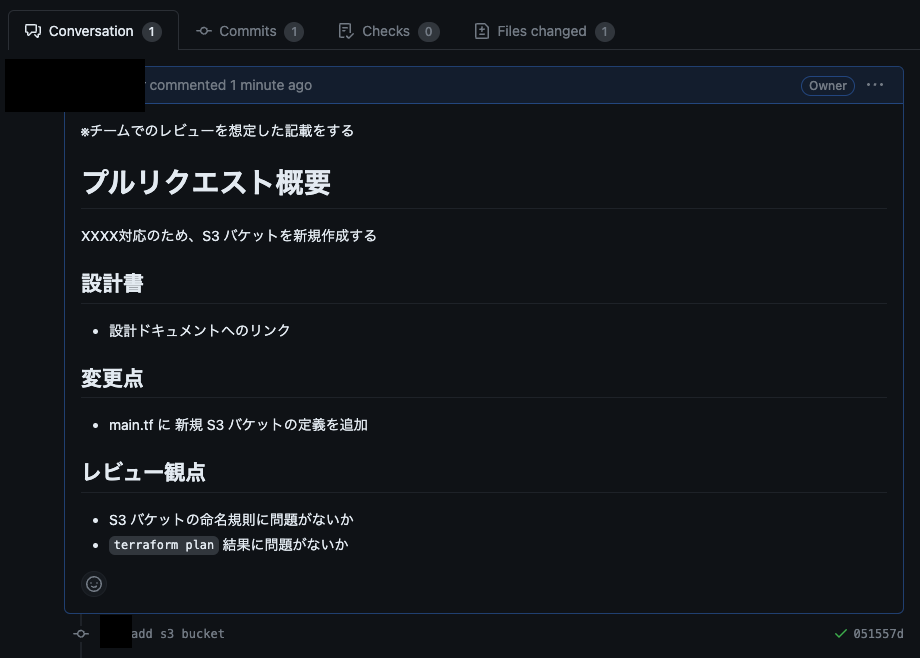 Conversation 1 Commits 1 Checks 0 Files changed 1
commented 1 minute ago Owner ...
※チームでのレビューを想定した記載をする
プルリクエスト概要
XXXX対応のため、S3 バケットを新規作成する
設計書
• 設計ドキュメントへのリンク
変更点
• main.tf に 新規 S3 バケットの定義を追加
レビュー観点
• S3 バケットの命名規則に問題がないか
• terraform plan 結果に問題がないか
add s3 bucket 051557d